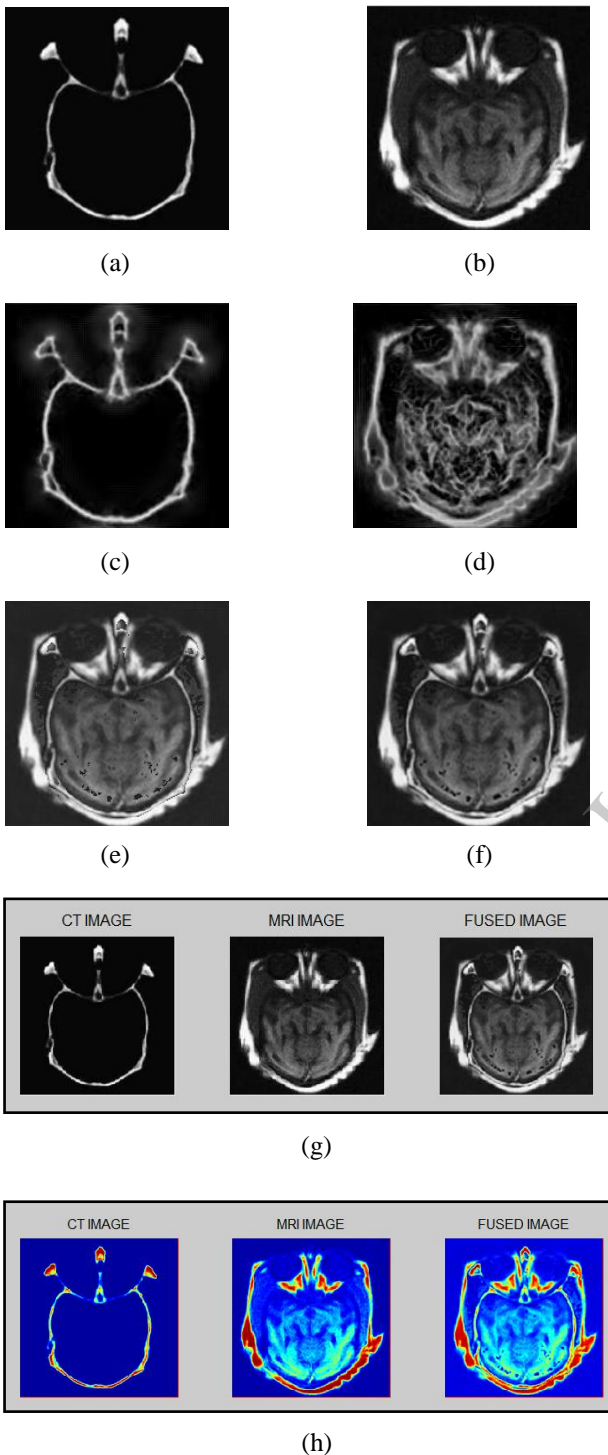 (a) (b)
(c) (d)
(e) (f)
CT IMAGE MRI IMAGE FUSED IMAGE
(g)
CT IMAGE MRI IMAGE FUSED IMAGE
(h)